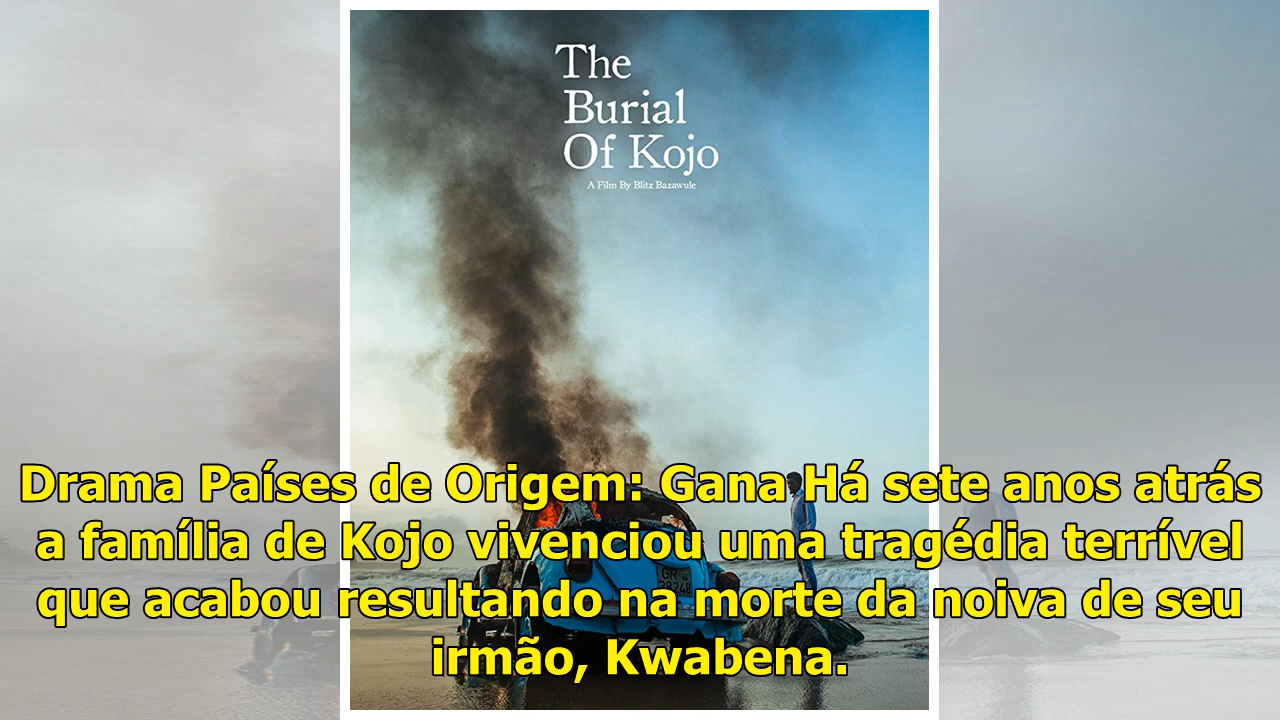 The
Burial
Of Kojo
A Film By Blitz Bazawule
Drama Países de Origem: Gana Há sete anos atrás
a família de Kojo vivenciou uma tragédia terrível
que acabou resultando na morte da noiva de seu
irmão, Kwabena.